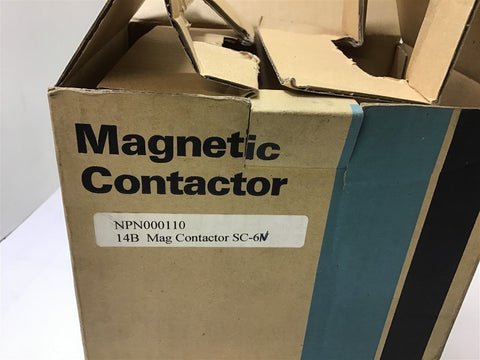 Magnetic
Contactor
NPN000110
14B Mag Contactor SC-6N